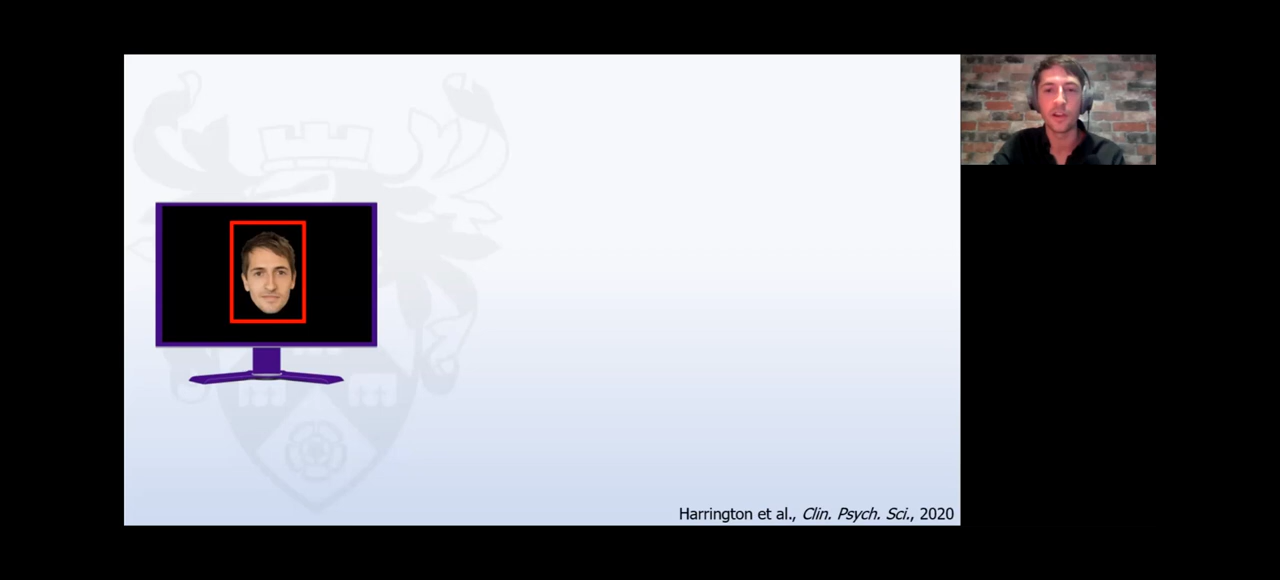 Harrington et al., Clin. Psych. Sci., 2020